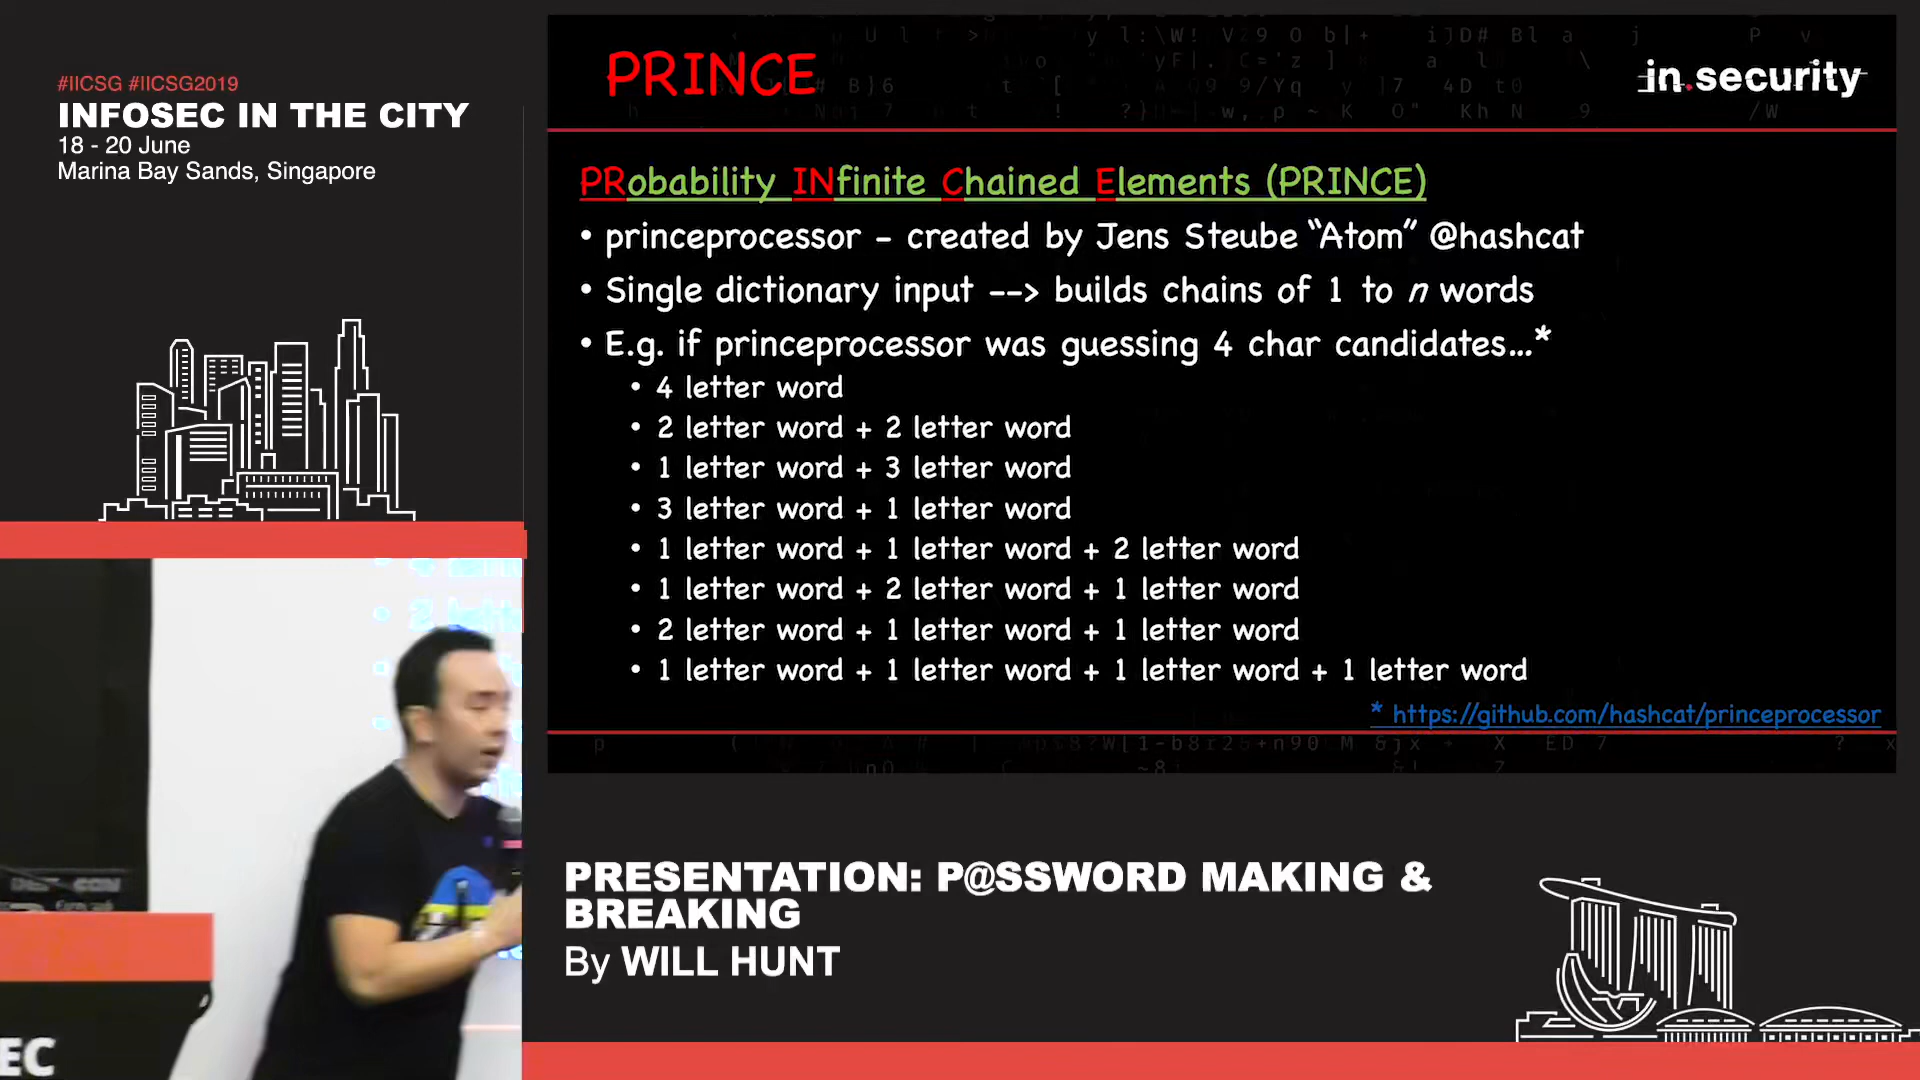 #IICSG #IICSG2019
INFOSEC IN THE CITY
18 - 20 June
Marina Bay Sands, Singapore
PRINCE
in.security
PRobability INfinite Chained Elements (PRINCE)
• princeprocessor - created by Jens Steube "Atom" @hashcat
• Single dictionary input --> builds chains of 1 to n words
• E.g. if princeprocessor was guessing 4 char candidates...*
• 4 letter word
• 2 letter word + 2 letter word
• 1 letter word + 3 letter word
• 3 letter word + 1 letter word
• 1 letter word + 1 letter word + 2 letter word
• 1 letter word + 2 letter word + 1 letter word
• 2 letter word + 1 letter word + 1 letter word
• 1 letter word + 1 letter word + 1 letter word + 1 letter word
* https://github.com/hashcat/princeprocessor
PRESENTATION: P@SSWORD MAKING &
BREAKING
By WILL HUNT
EC